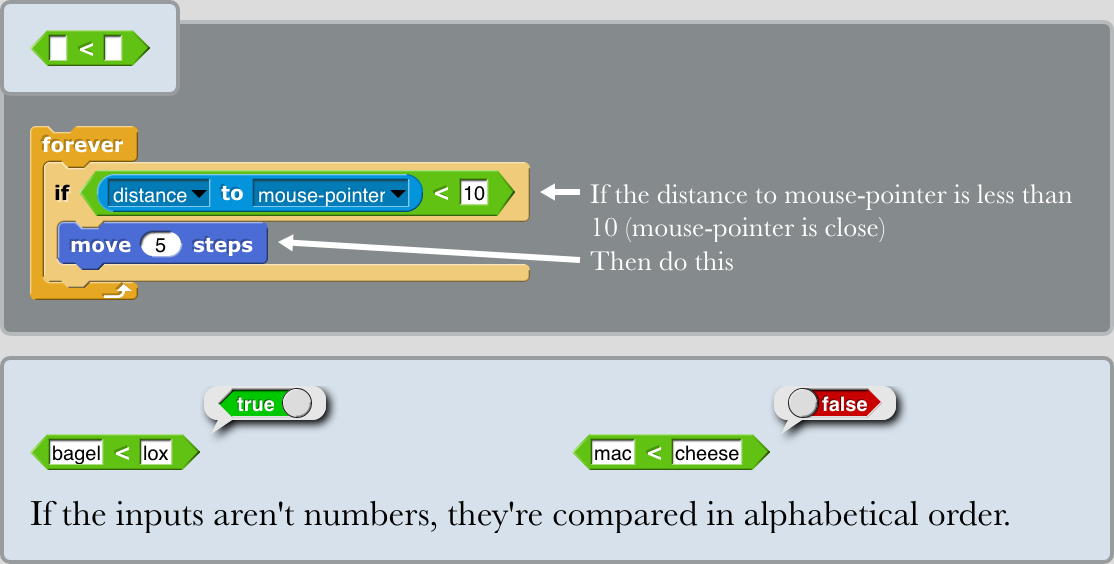 <
forever
if distance to mouse-pointer < 10
move 5 steps
If the distance to mouse-pointer is less than
10 (mouse-pointer is close)
Then do this
true
bagel < lox
false
mac < cheese
If the inputs aren't numbers, they're compared in alphabetical order.